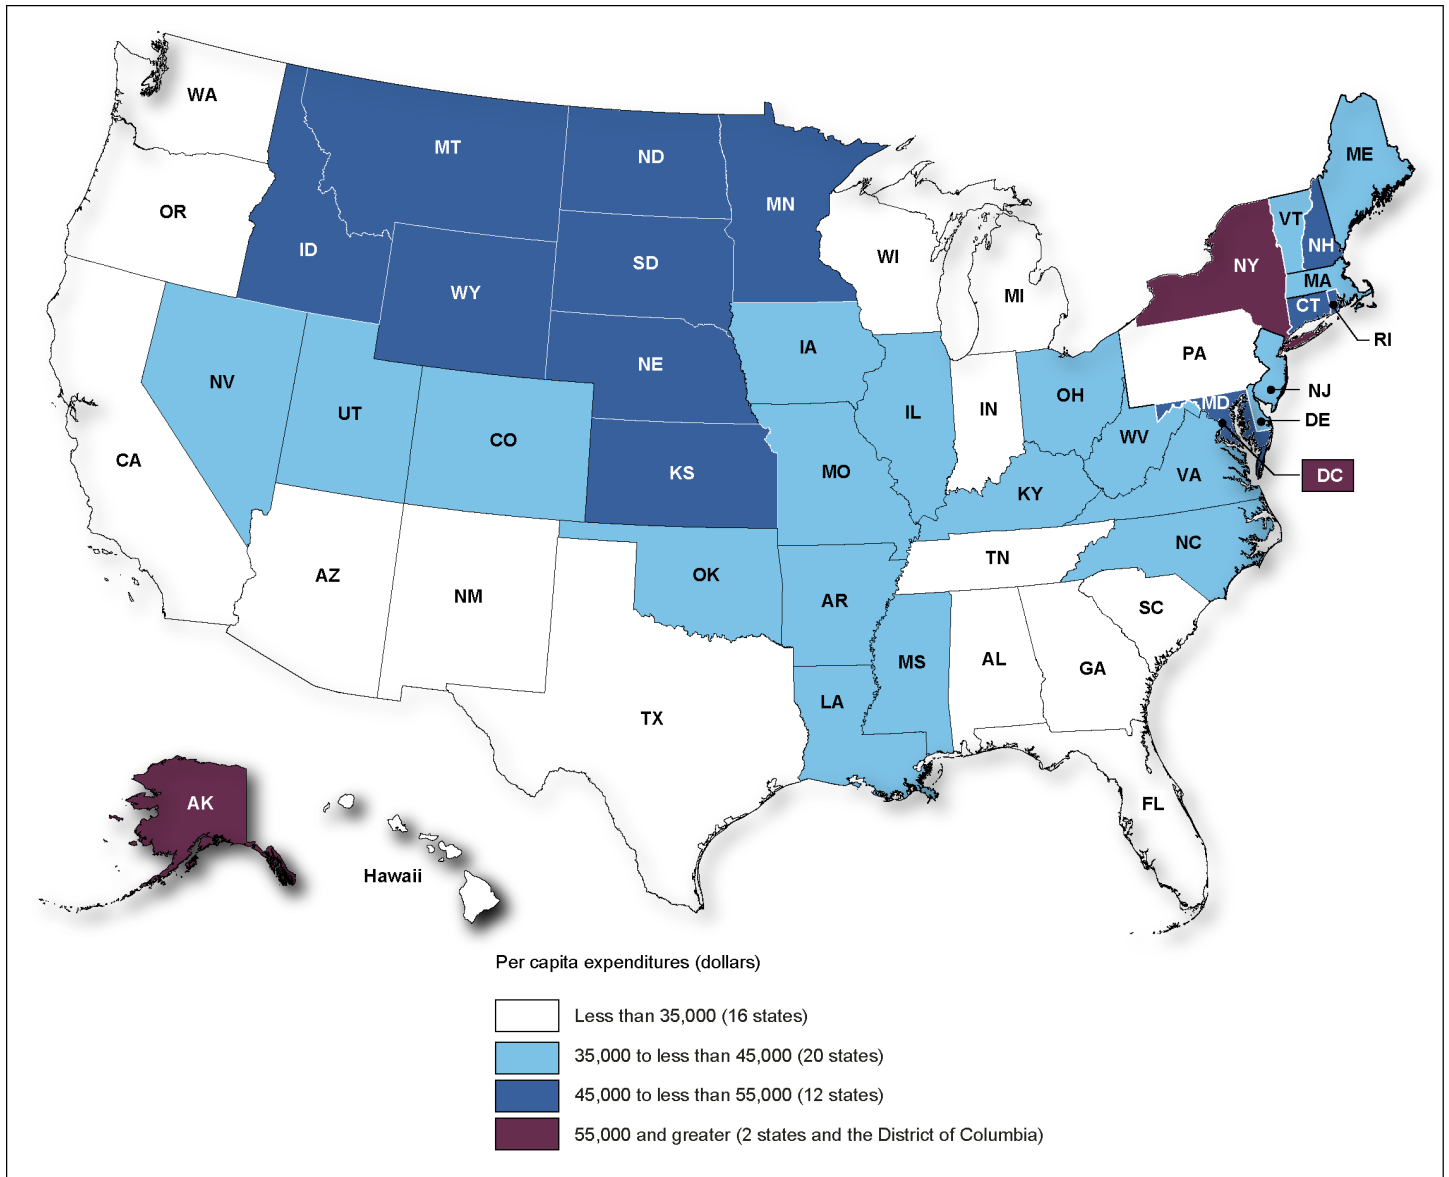 WA
MT
ND
ME
OR
MN
VT
ID
SD
WI
NH
NY
WY
MI
MA
CT
RI
IA
PA
NE
NV
UT
CO
IL
IN
OH
NJ
MD
DE
WV
CA
KS
MO
KY
VA
DC
NC
AZ
NM
OK
TN
AR
SC
MS
AL
GA
TX
LA
AK
FL
Hawaii
Per capita expenditures (dollars)
Less than 35,000 (16 states)
35,000 to less than 45,000 (20 states)
45,000 to less than 55,000 (12 states)
55,000 and greater (2 states and the District of Columbia)